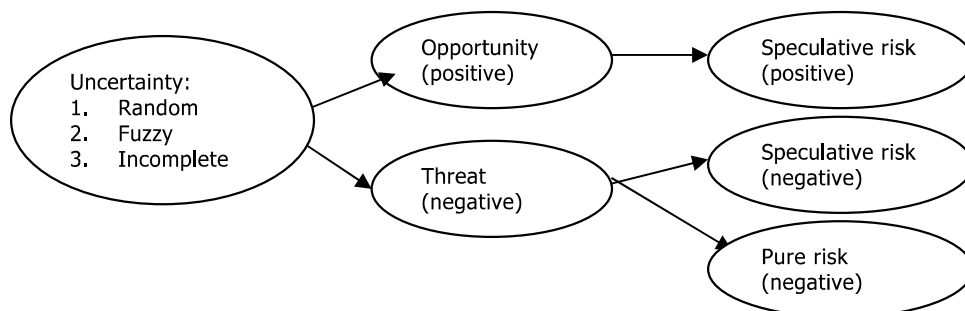 Uncertainty:
1. Random
2. Fuzzy
3. Incomplete
Opportunity
(positive)
Speculative risk
(positive)
Threat
(negative)
Speculative risk
(negative)
Pure risk
(negative)